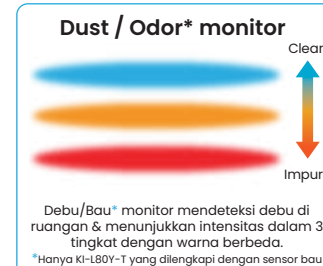 Dust / Odor* monitor
Clear
Impur
Debu/Bau* monitor mendeteksi debu di
ruangan & menunjukkan intensitas dalam 3
tingkat dengan warna berbeda.
*Hanya KI-L80Y-T yang dilengkapi dengan sensor bau